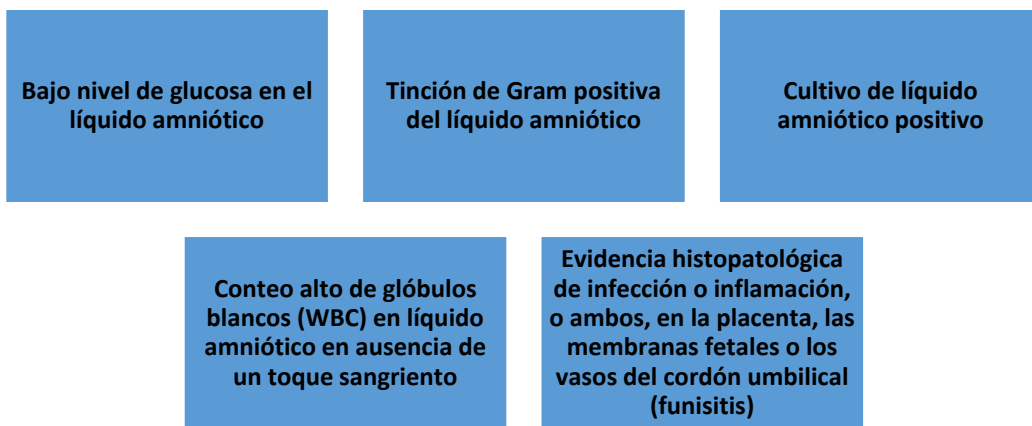 Bajo nivel de glucosa en el
líquido amniótico
Tinción de Gram positiva
del líquido amniótico
Cultivo de líquido
amniótico positivo
Conteo alto de glóbulos
blancos (WBC) en líquido
amniótico en ausencia de
un toque sangriento
Evidencia histopatológica
de infección o inflamación,
o ambos, en la placenta, las
membranas fetales o los
vasos del cordón umbilical
(funisitis)